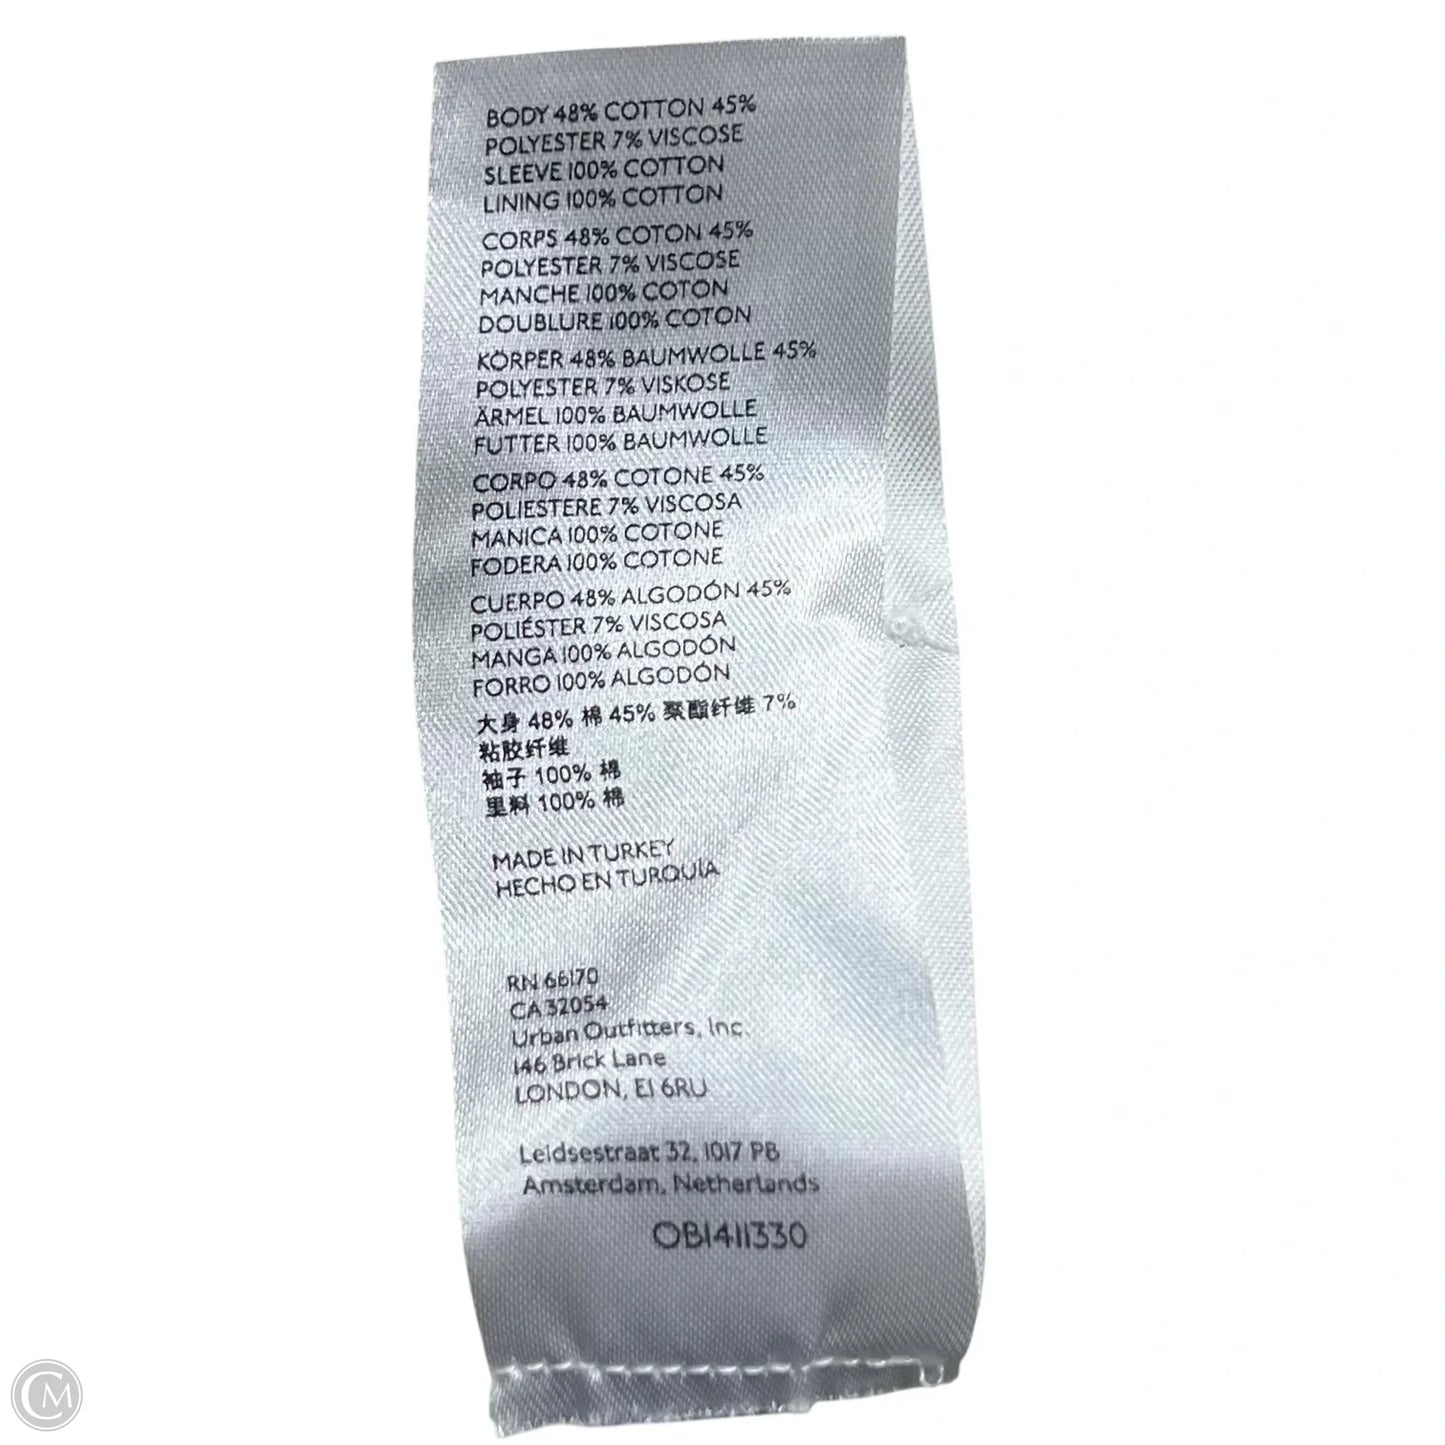 BODY 48% COTTON 45%
POLYESTER 7% VISCOSE
SLEEVE 100% COTTON
LINING 100% COTTON
CORPS 48% COTON 45%
POLYESTER 7% VISCOSE
MANCHE 100% COTON
DOUBLURE 100% COTON
KÖRPER 48% BAUMWOLLE 45%
POLYESTER 7% VISKOSE
ÄRMEL 100% BAUMWOLLE
FUTTER 100% BAUMWOLLE
CORPO 48% COTONE 45%
POLIESTERE 7% VISCOSA
MANICA 100% COTONE
FODERA 100% COTONE
CUERPO 48% ALGODÓN 45%
POLIÉSTER 7% VISCOSA
MANGA 100% ALGODÓN
FORRO 100% ALGODÓN
大身 48% 棉 45% 聚酯纤维 7%
粘胶纤维
袖子 100% 棉
里料 100% 棉
MADE IN TURKEY
HECHO EN TURQUÍA
RN 66170
CA 32054
Urban Outfitters, Inc.
146 Brick Lane
LONDON, E1 6RU
Leidsestraat 32, 1017 PB
Amsterdam, Netherlands
OB1411330
CM